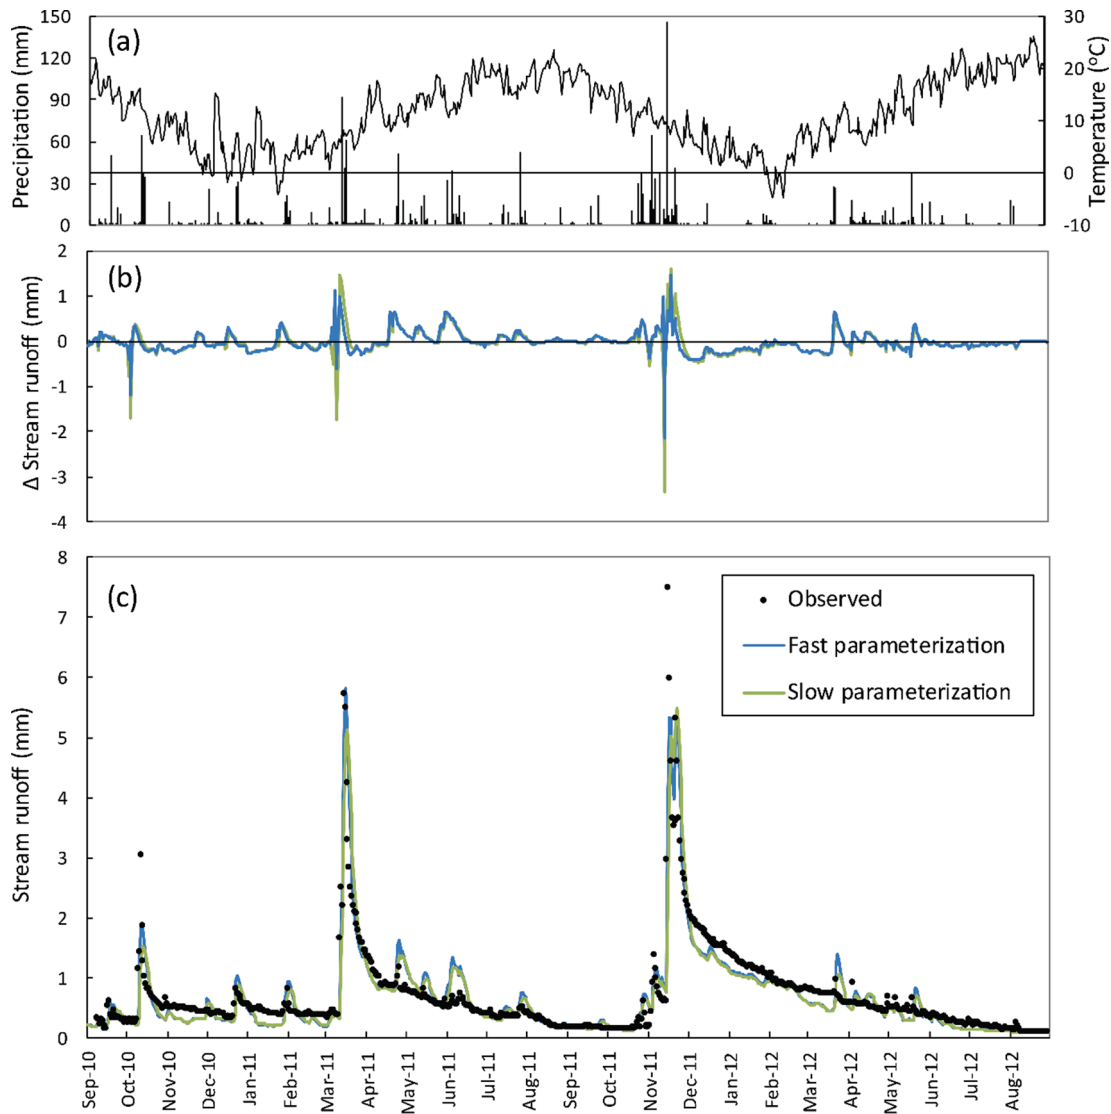 (a)
Precipitation (mm)
150
120
90
60
30
0
30
20
10
0
-10
Temperature (ºC)
(b)
Δ Stream runoff (mm)
2
1
0
-1
-2
-3
-4
(c)
Stream runoff (mm)
8
7
6
5
4
3
2
1
0
Observed
Fast parameterization
Slow parameterization
Sep-10
Oct-10
Nov-10
Dec-10
Jan-11
Feb-11
Mar-11
Apr-11
May-11
Jun-11
Jul-11
Aug-11
Sep-11
Oct-11
Nov-11
Dec-11
Jan-12
Feb-12
Mar-12
Apr-12
May-12
Jun-12
Jul-12
Aug-12